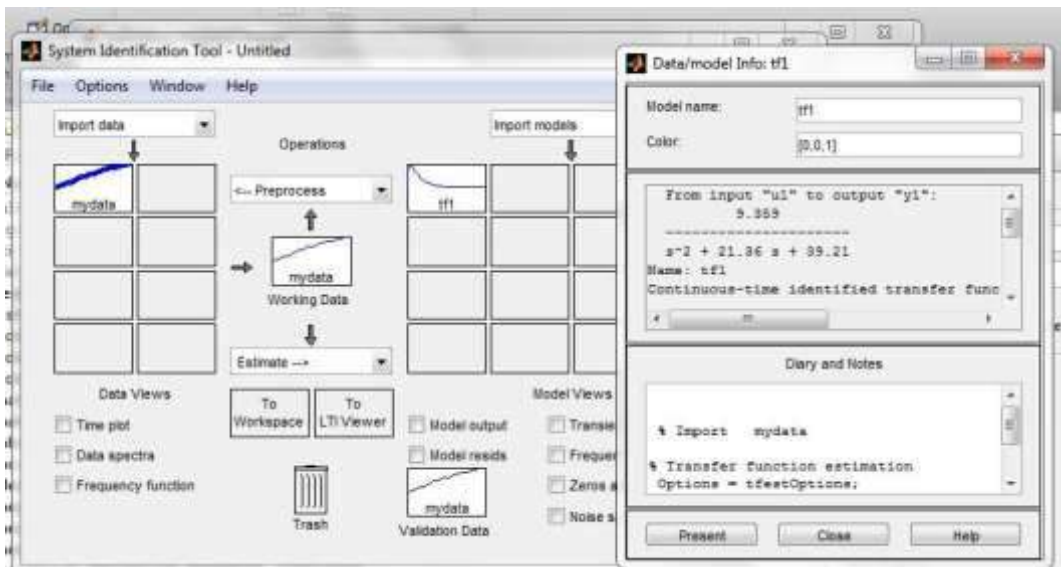 System Identification Tool - Untitled
File Options Window Help
Import data
Operations
Import models
mydata
<-- Preprocess
tf1
mydata
Working Data
Estimate -->
Data Views
To Workspace
To LTI Viewer
Model Views
Time plot
Data spectra
Frequency function
Trash
Model output
Model resids
mydata
Validation Data
Data/model Info: tf1
Model name:
tf1
Color:
[0,0,1]
From input "u1" to output "y1":
9.359
---------------------
s^2 + 21.36 s + 39.21
Name: tf1
Continuous-time identified transfer func
Diary and Notes
% Import mydata
% Transfer function estimation
Options = tfestOptions;
Present
Close
Help